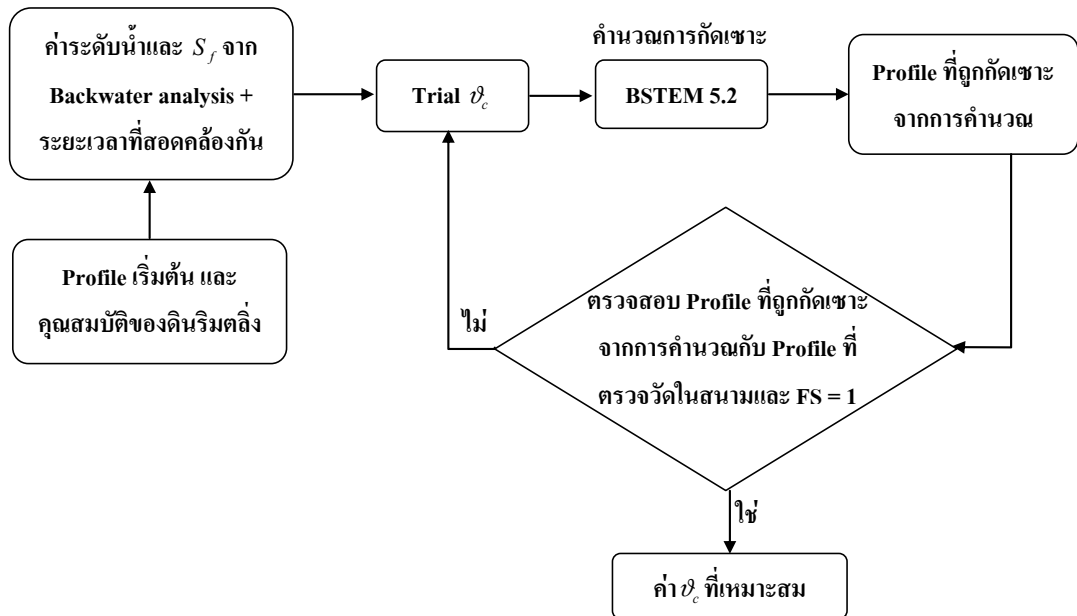 ค่าระดับน้ำและ S_f จาก
Backwater analysis +
ระยะเวลาที่สอดคล้องกัน
Trial ϑ_c
คำนวณการกัดเซาะ
BSTEM 5.2
Profile ที่ถูกกัดเซาะ
จากการคำนวณ
Profile เริ่มต้น และ
คุณสมบัติของดินริมตลิ่ง
ไม่
ตรวจสอบ Profile ที่ถูกกัดเซาะ
จากการคำนวณกับ Profile ที่
ตรวจวัดในสนามและ FS = 1
ใช่
ค่า ϑ_c ที่เหมาะสม